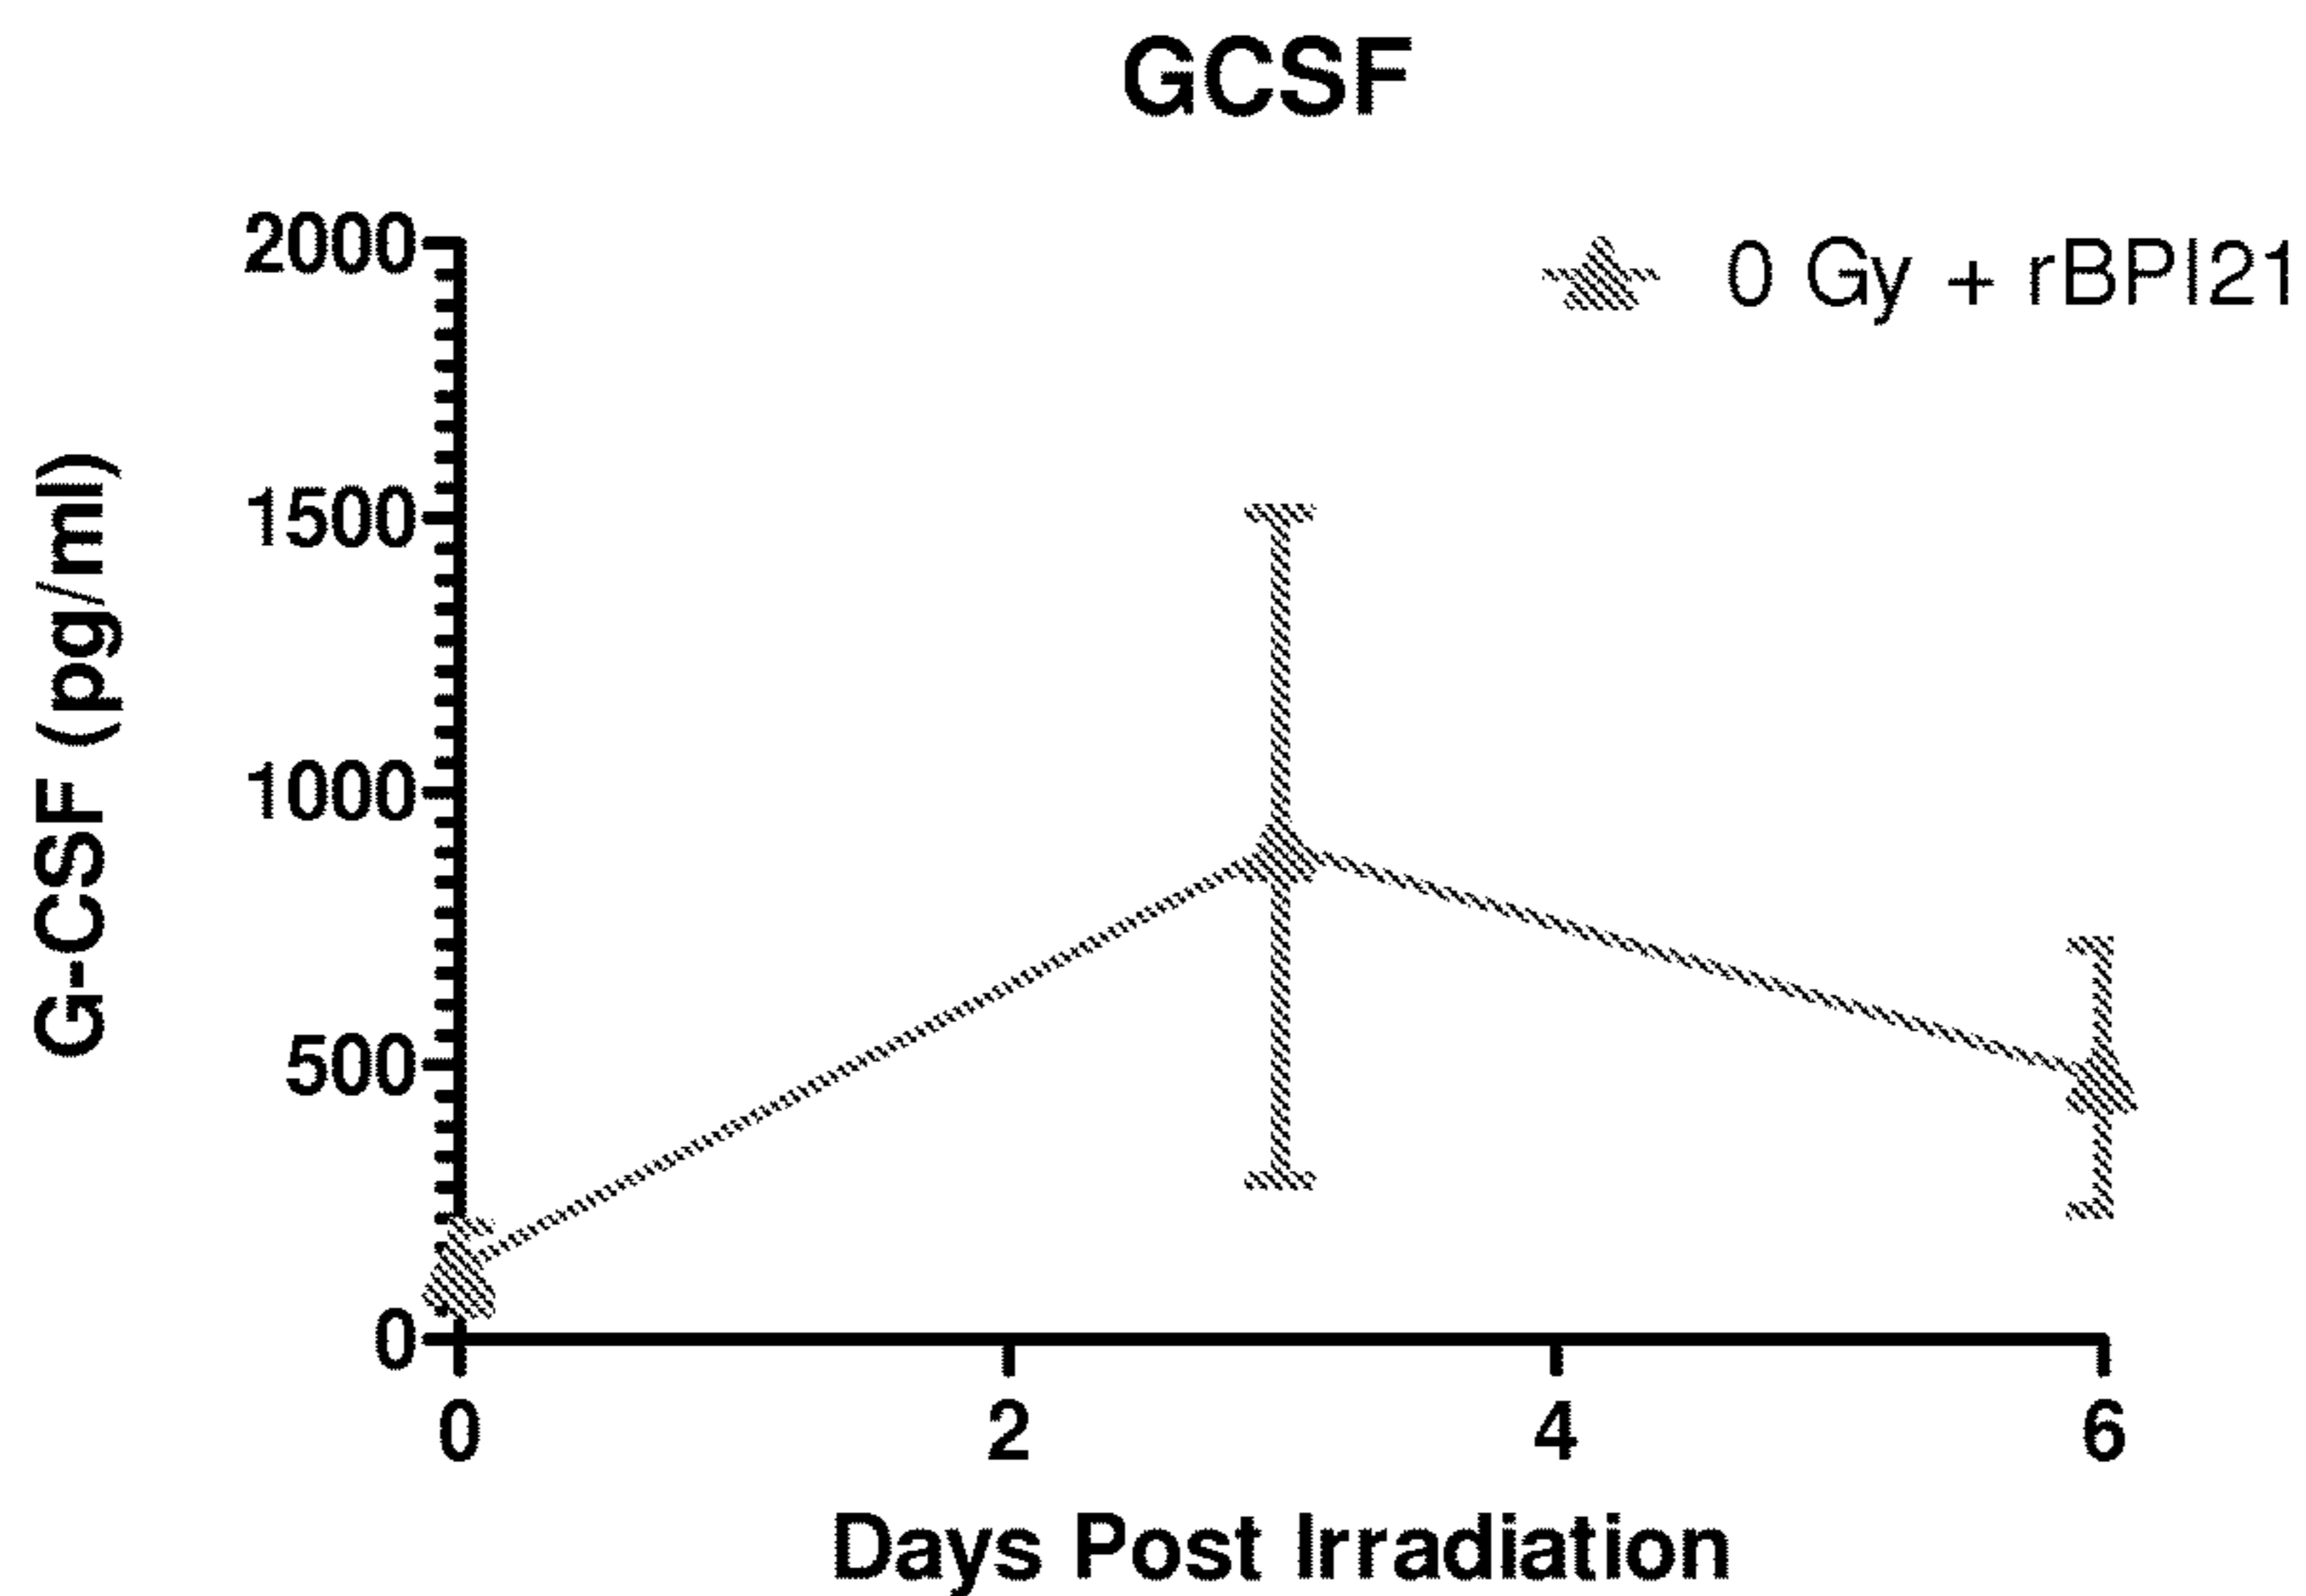 GCSF
0 Gy + rBPI21
G-CSF (pg/ml)
2000
1500
1000
500
0
0 2 4 6
Days Post Irradiation